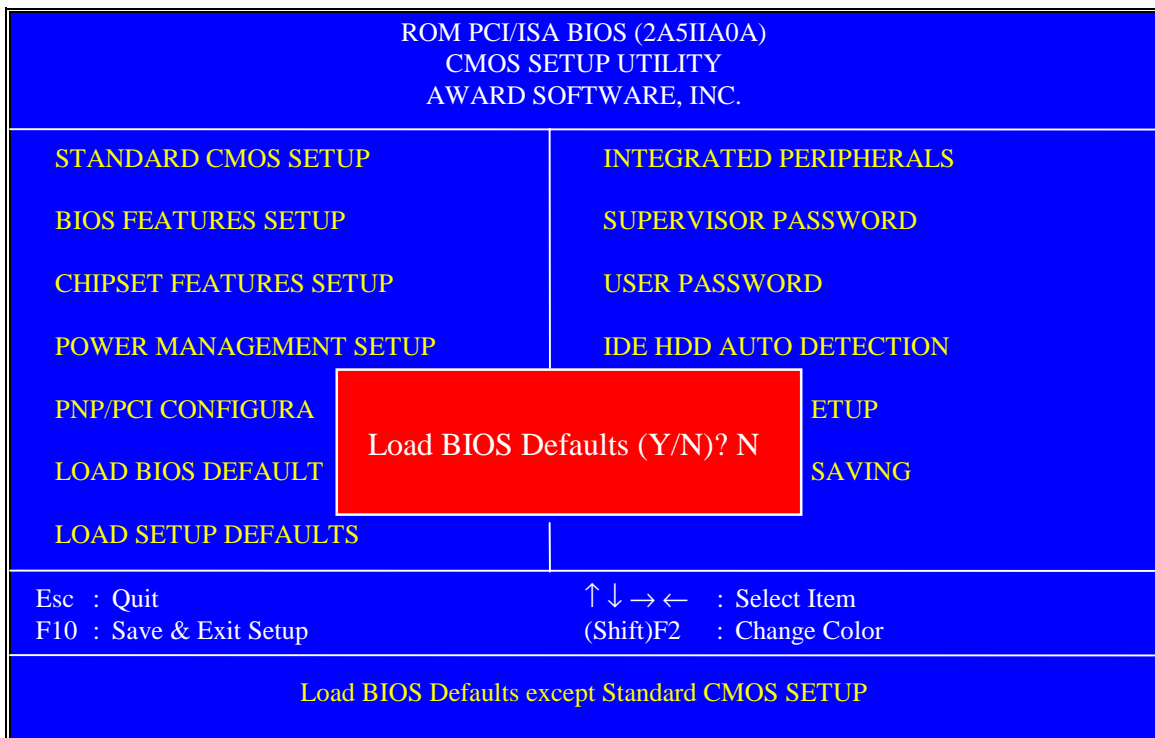 ROM PCI/ISA BIOS (2A5IIA0A)
CMOS SETUP UTILITY
AWARD SOFTWARE, INC.
STANDARD CMOS SETUP
BIOS FEATURES SETUP
CHIPSET FEATURES SETUP
POWER MANAGEMENT SETUP
PNP/PCI CONFIGURA
LOAD BIOS DEFAULT
LOAD SETUP DEFAULTS
INTEGRATED PERIPHERALS
SUPERVISOR PASSWORD
USER PASSWORD
IDE HDD AUTO DETECTION
ETUP
SAVING
Load BIOS Defaults (Y/N)? N
Esc : Quit
F10 : Save & Exit Setup
↑↓→← : Select Item
(Shift)F2 : Change Color
Load BIOS Defaults except Standard CMOS SETUP